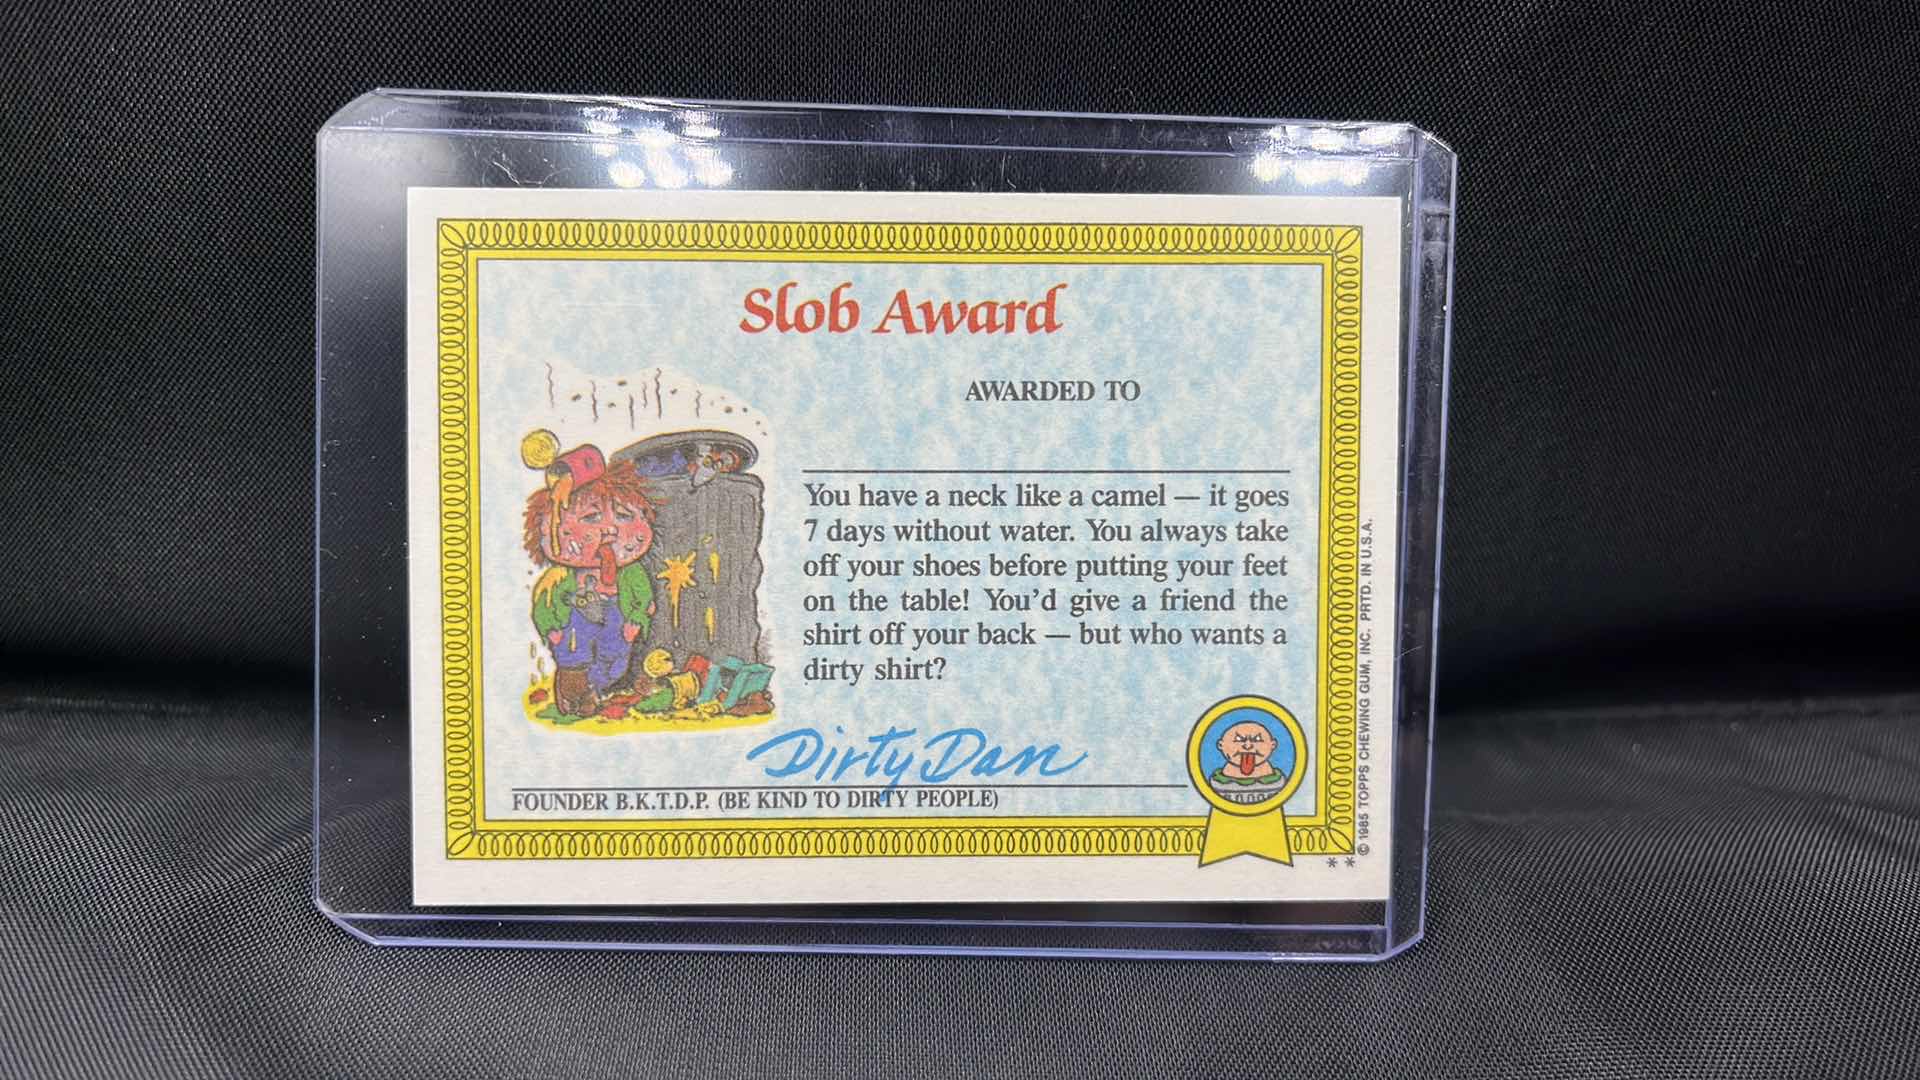 Slob Award
AWARDED TO
You have a neck like a camel — it goes
7 days without water. You always take
off your shoes before putting your feet
on the table! You'd give a friend the
shirt off your back — but who wants a
dirty shirt?
Dirty Dan
FOUNDER B.K.T.D.P. (BE KIND TO DIRTY PEOPLE)
** © 1985 TOPPS CHEWING GUM, INC. PRTD. IN U.S.A.